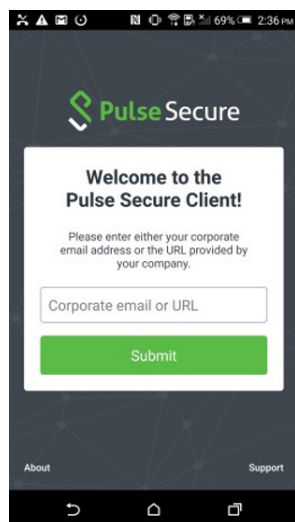 69% 2:36 PM
Pulse Secure
Welcome to the
Pulse Secure Client!
Please enter either your corporate
email address or the URL provided by
your company.
Corporate email or URL
Submit
About Support